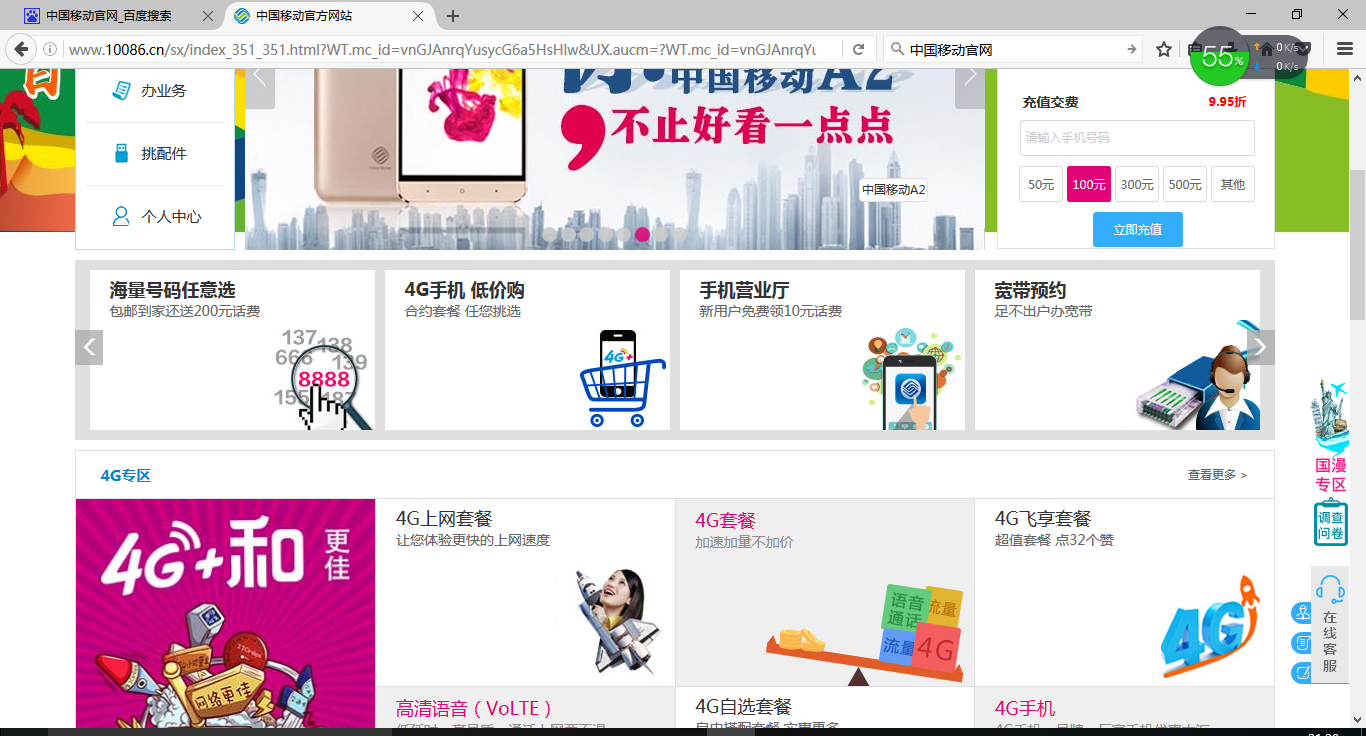 中国移动官网_百度搜索
中国移动官方网站
www.10086.cn/sx/index_351_351.html?WT.mc_id=vnGJAnrqYusycG6a5HsHlw&UX.aucm=?WT.mc_id=vnGJAnrqYu
中国移动官网
55%
0K/s
0K/s
办业务
挑配件
个人中心
中国移动A2
不止好看一点点
中国移动A2
充值交费
9.95折
请输入手机号码
50元
100元
300元
500元
其他
立即充值
海量号码任意选
包邮到家还送200元话费
137
138
666
139
8888
155
187
4G手机 低价购
合约套餐 任您挑选
4G+
手机营业厅
新用户免费领10元话费
宽带预约
足不出户办宽带
国漫
专区
调查
问卷
在线客服
4G专区
查看更多 >
4G+和
更佳
网络更佳
4G上网套餐
让您体验更快的上网速度
4G套餐
加速加量不加价
语音
通话
流量
流量
4G
4G飞享套餐
超值套餐 点32个赞
4G
高清语音（VoLTE）
4G自选套餐
4G手机